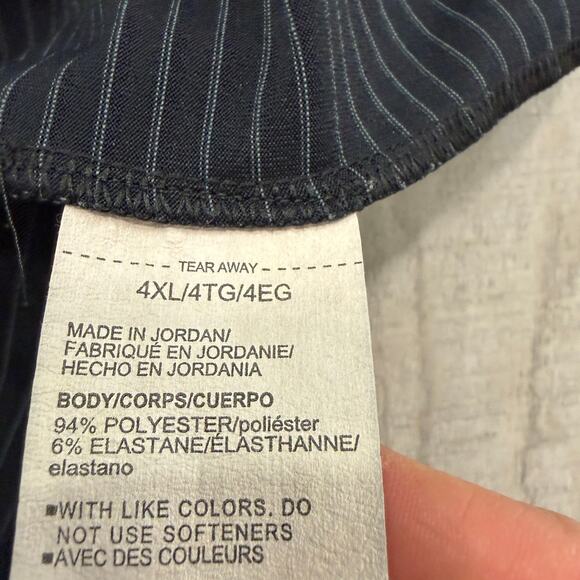 TEAR AWAY
4XL/4TG/4EG
MADE IN JORDAN/
FABRIQUÉ EN JORDANIE/
HECHO EN JORDANIA
BODY/CORPS/CUERPO
94% POLYESTER/poliéster
6% ELASTANE/ÉLASTHANNE/
elastano
▪WITH LIKE COLORS. DO
NOT USE SOFTENERS
▪AVEC DES COULEURS